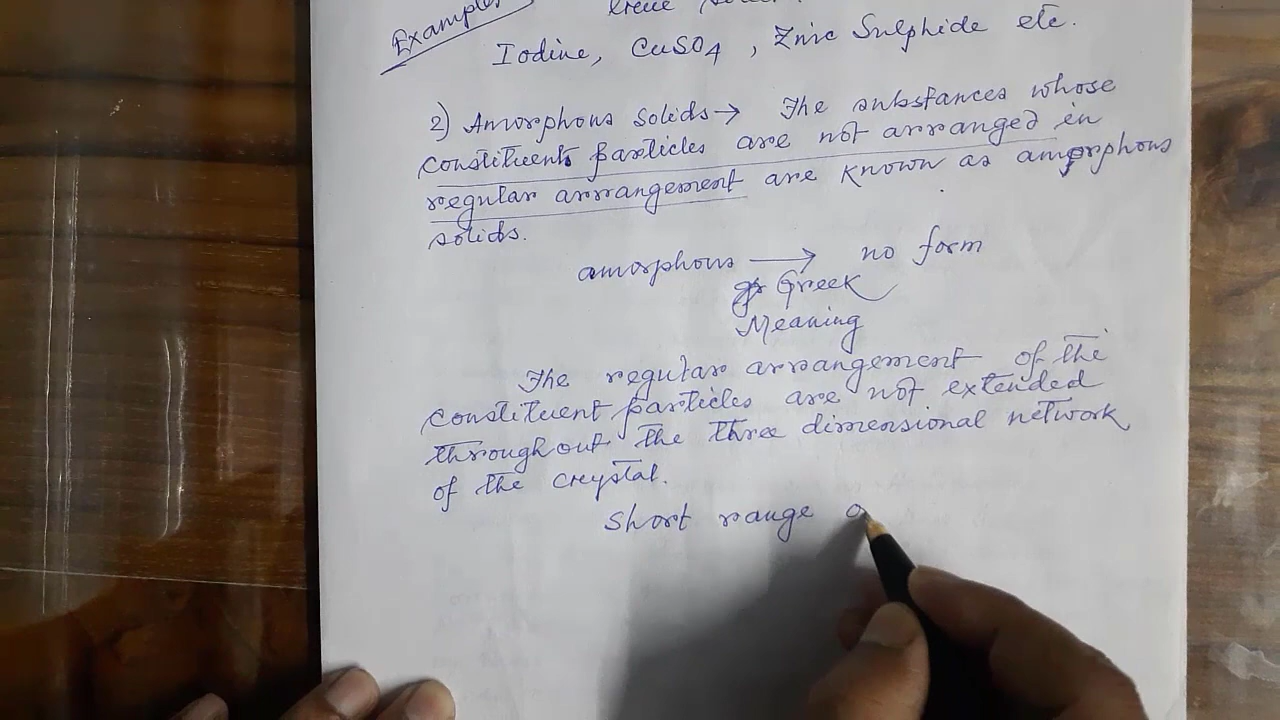 Examples
Iodine, CuSO4, Zinc Sulphide etc.
2) Amorphous Solids → The substances whose
constituents particles are not arranged in
regular arrangement are known as amorphous
solids.
amorphous → no form
Greek
Meaning
The regular arrangement of the
constituent particles are not extended
throughout the three dimensional network
of the crystal.
Short range o